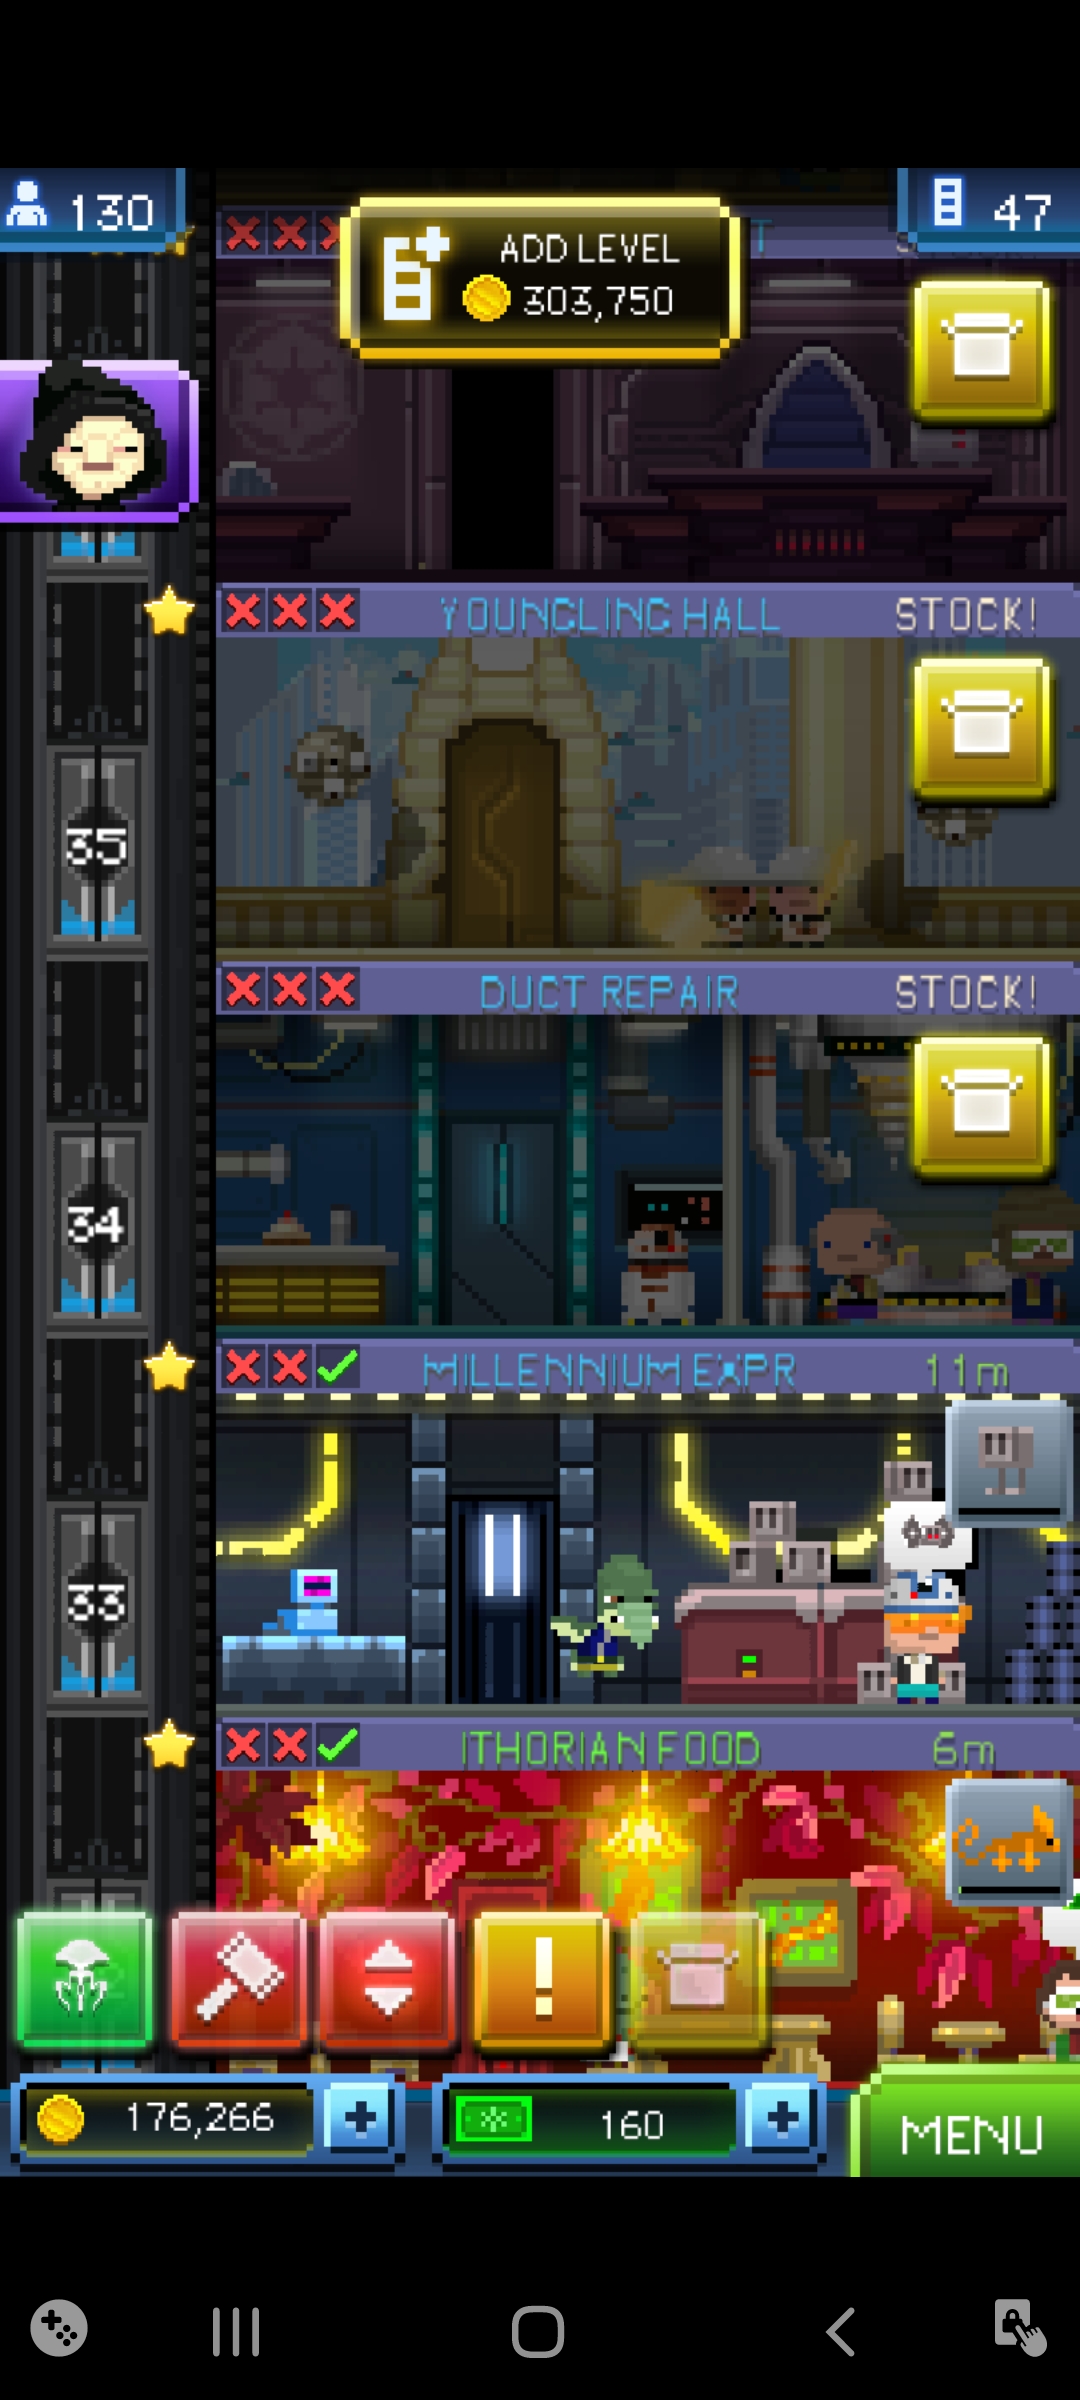 130
47
ADD LEVEL
303,750
YOUNGLING HALL STOCK!
35
DUCT REPAIR STOCK!
34
MILLENNIUM EXPR 11m
33
ITHORIAN FOOD 6m
!
176,266 +
160 +
MENU